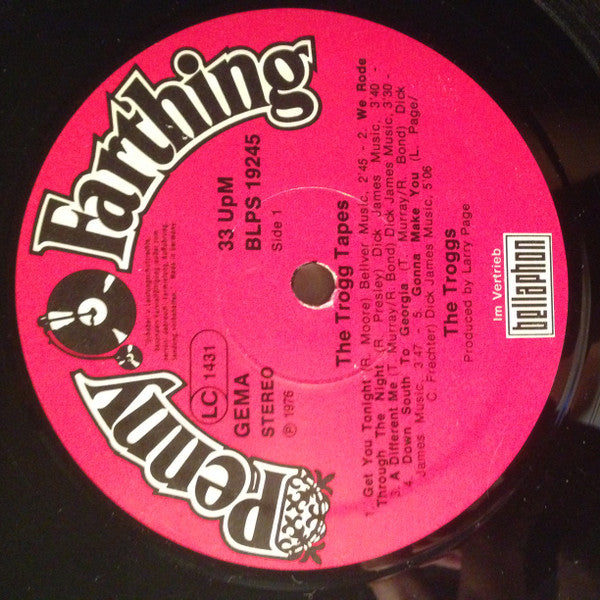 Penny Farthing
33 UpM
BLPS 19245
Side 1
LC 1431
GEMA
STEREO
℗ 1976
The Trogg Tapes
1. Get You Tonight (R. Moore) Bellver Music, 2'45 - 2. We Rode
Through The Night (R. Presley) Dick James Music, 3'40 -
3. A Different Me (T. Murray/R. Bond) Dick James Music 3'30 -
4. Down South To Georgia (T. Murray/R. Bond) Dick
James Music, 3'47 5. Gonna Make You (L. Page/
C. Frechter) Dick James Music, 5'06
The Troggs
Produced by Larry Page
Im Vertrieb
bellaphon